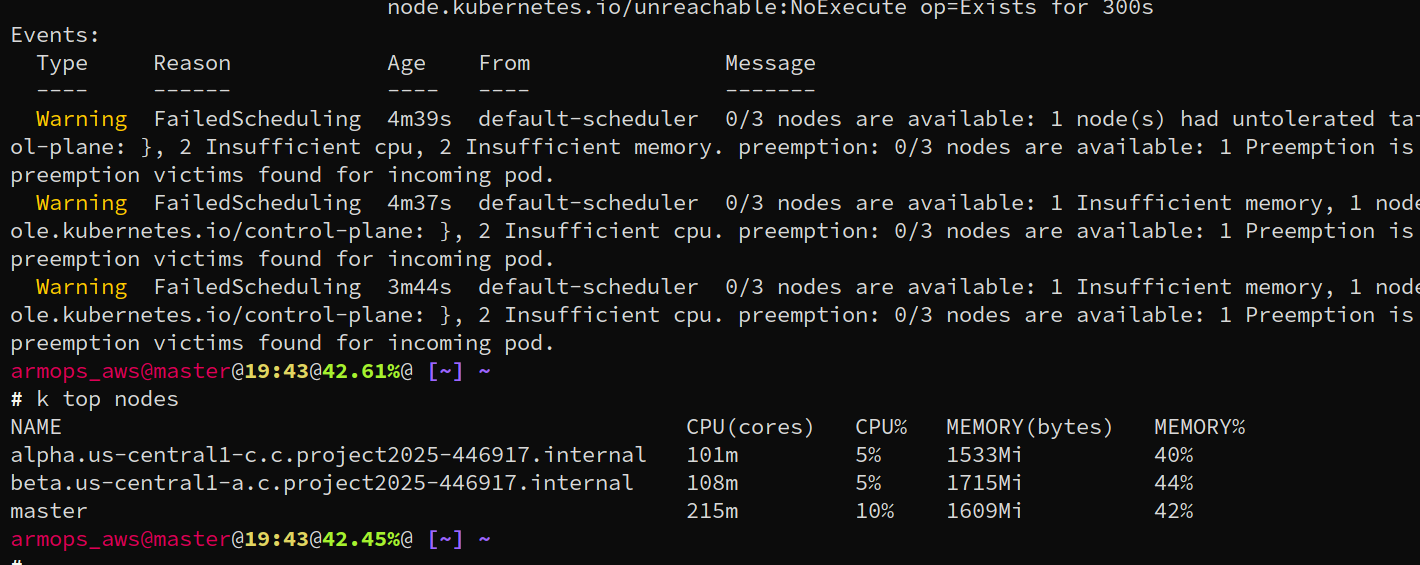 node.kubernetes.io/unreachable:NoExecute op=Exists for 300s
Events:
  Type     Reason            Age    From               Message
  ----     ------            ----   ----               -------
  Warning  FailedScheduling  4m39s  default-scheduler  0/3 nodes are available: 1 node(s) had untolerated tai
ol-plane: }, 2 Insufficient cpu, 2 Insufficient memory. preemption: 0/3 nodes are available: 1 Preemption is
preemption victims found for incoming pod.
  Warning  FailedScheduling  4m37s  default-scheduler  0/3 nodes are available: 1 Insufficient memory, 1 node
ole.kubernetes.io/control-plane: }, 2 Insufficient cpu. preemption: 0/3 nodes are available: 1 Preemption is
preemption victims found for incoming pod.
  Warning  FailedScheduling  3m44s  default-scheduler  0/3 nodes are available: 1 Insufficient memory, 1 node
ole.kubernetes.io/control-plane: }, 2 Insufficient cpu. preemption: 0/3 nodes are available: 1 Preemption is
preemption victims found for incoming pod.
armops_aws@master@19:43@42.61%@ [~] ~
# k top nodes
NAME                                                CPU(cores)   CPU%   MEMORY(bytes)   MEMORY%
alpha.us-central1-c.c.project2025-446917.internal   101m         5%     1533Mi          40%
beta.us-central1-a.c.project2025-446917.internal    108m         5%     1715Mi          44%
master                                              215m         10%    1609Mi          42%
armops_aws@master@19:43@42.45%@ [~] ~
#